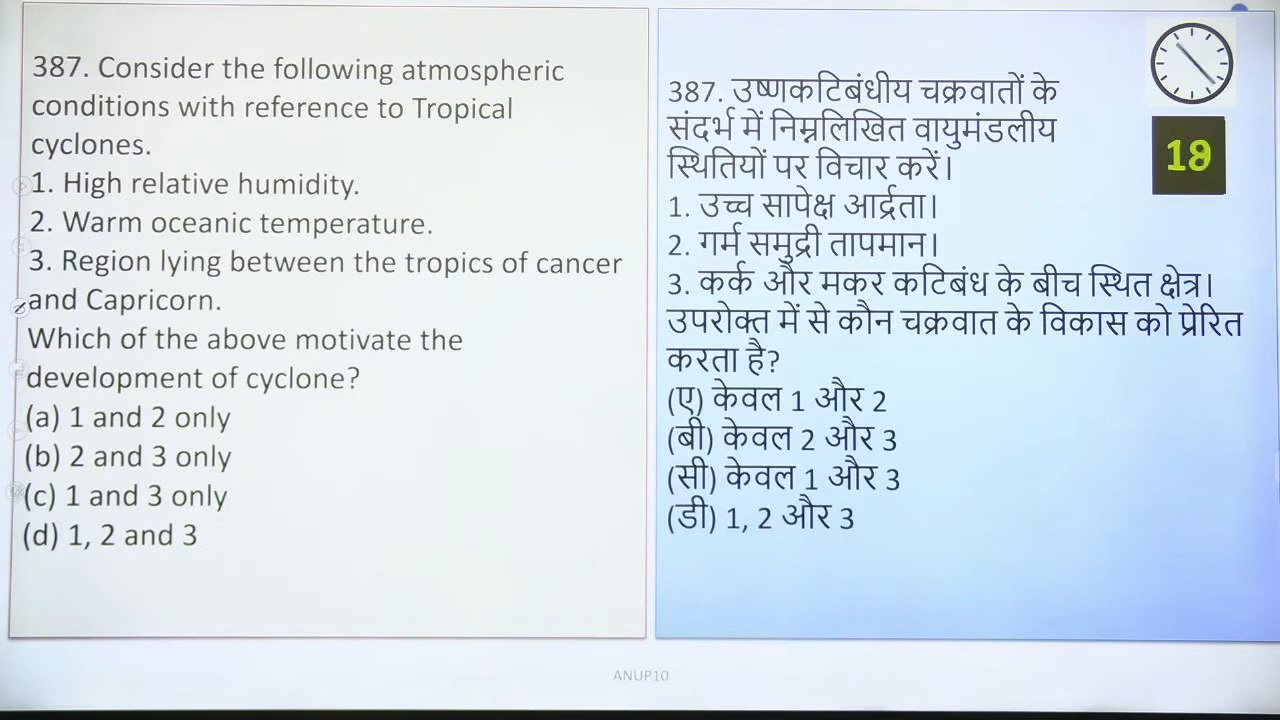 387. Consider the following atmospheric
conditions with reference to Tropical
cyclones.
1. High relative humidity.
2. Warm oceanic temperature.
3. Region lying between the tropics of cancer
and Capricorn.
Which of the above motivate the
development of cyclone?
(a) 1 and 2 only
(b) 2 and 3 only
(c) 1 and 3 only
(d) 1, 2 and 3
387. उष्णकटिबंधीय चक्रवातों के
संदर्भ में निम्नलिखित वायुमंडलीय
स्थितियों पर विचार करें।
1. उच्च सापेक्ष आर्द्रता।
2. गर्म समुद्री तापमान।
3. कर्क और मकर कटिबंध के बीच स्थित क्षेत्र।
उपरोक्त में से कौन चक्रवात के विकास को प्रेरित
करता है?
(ए) केवल 1 और 2
(बी) केवल 2 और 3
(सी) केवल 1 और 3
(डी) 1, 2 और 3
ANUP10